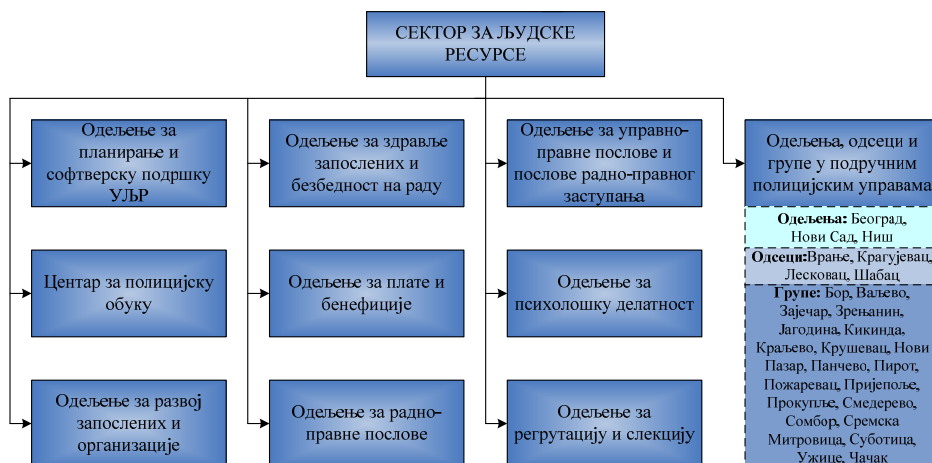 СЕКТОР ЗА ЉУДСКЕ
РЕСУРСЕ
Одељење за
планирање и
софтверску подршку
УЉР
Одељење за здравље
запослених и
безбедност на раду
Одељење за управно-
правне послове и
послове радно-правног
заступања
Одељења, одсеци и
групе у подручним
полицијским управама
Одељења: Београд,
Нови Сад, Ниш
Одсеци:Врање, Крагујевац,
Лесковац, Шабац
Групе: Бор, Ваљево,
Зајечар, Зрењанин,
Јагодина, Кикинда,
Краљево, Крушевац, Нови
Пазар, Панчево, Пирот,
Пожаревац, Пријепоље,
Прокупље, Смедерево,
Сомбор, Сремска
Митровица, Суботица,
Ужице, Чачак
Центар за полицијску
обуку
Одељење за плате и
бенефиције
Одељење за
психолошку делатност
Одељење за развој
запослених и
организације
Одељење за радно-
правне послове
Одељење за
регрутацију и слекцију